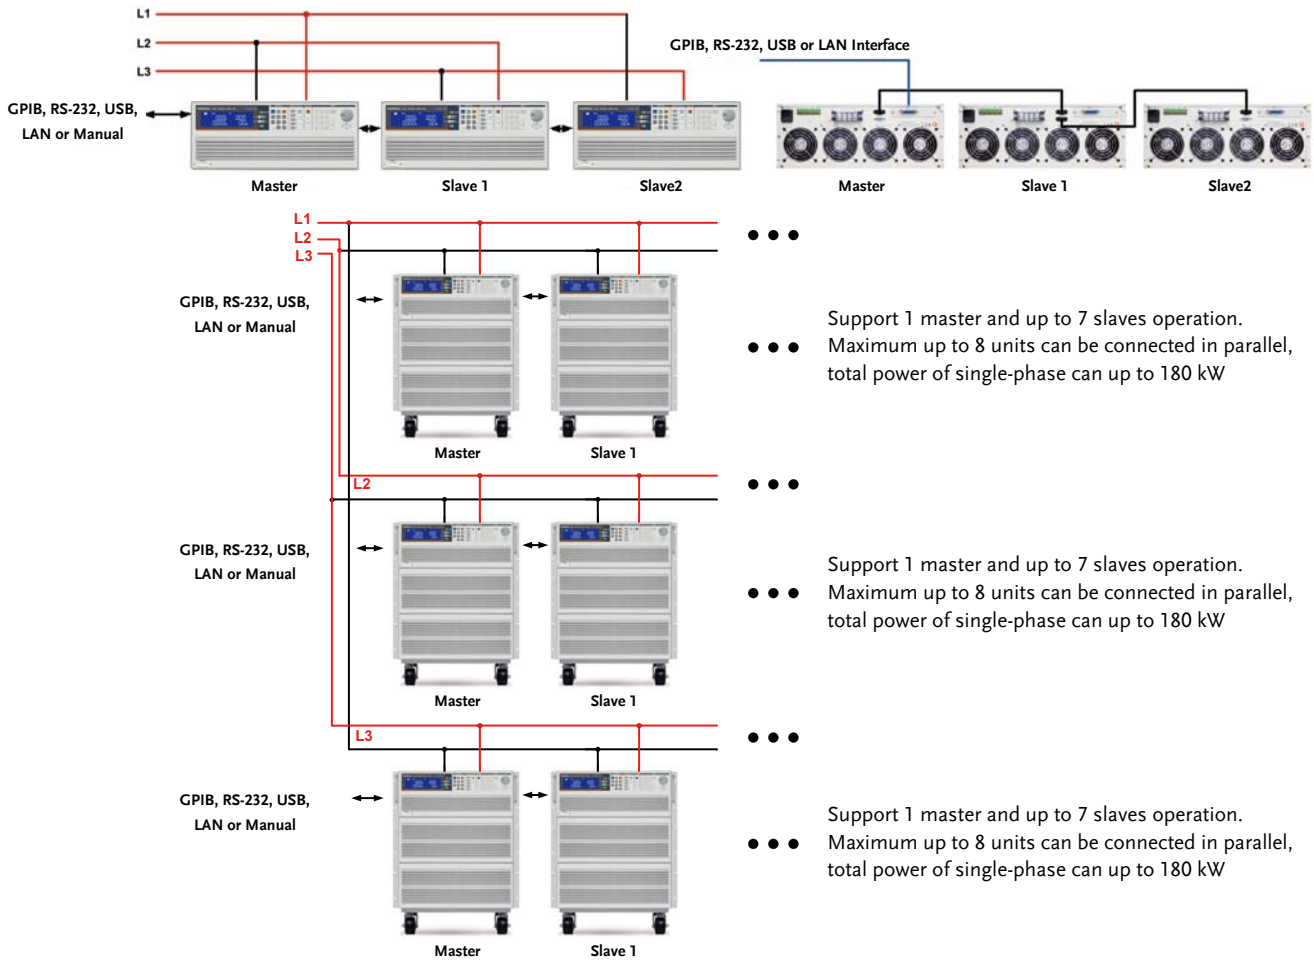 L1
L2
L3
GPIB, RS-232, USB,
LAN or Manual
Master
Slave 1
Slave2
GPIB, RS-232, USB or LAN Interface
Master
Slave 1
Slave2
L1
L2
L3
GPIB, RS-232, USB,
LAN or Manual
Master
Slave 1
Support 1 master and up to 7 slaves operation.
Maximum up to 8 units can be connected in parallel,
total power of single-phase can up to 180 kW
L2
GPIB, RS-232, USB,
LAN or Manual
Master
Slave 1
Support 1 master and up to 7 slaves operation.
Maximum up to 8 units can be connected in parallel,
total power of single-phase can up to 180 kW
L3
GPIB, RS-232, USB,
LAN or Manual
Master
Slave 1
Support 1 master and up to 7 slaves operation.
Maximum up to 8 units can be connected in parallel,
total power of single-phase can up to 180 kW